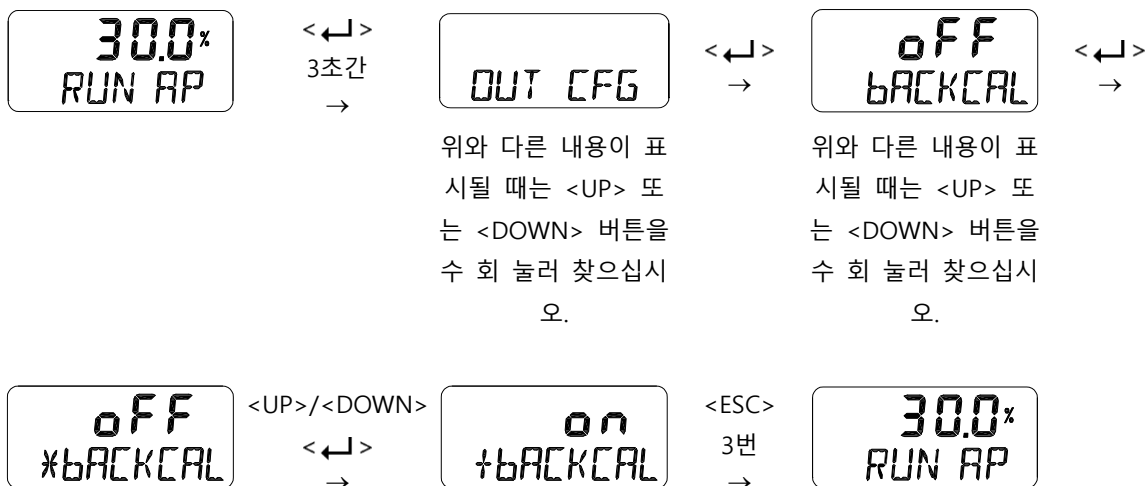 30.0%
RUN AP
<↵>
3초간
→
OUT CFG
<↵>
→
oFF
bACKCAL
<↵>
→
위와 다른 내용이 표
시될 때는 <UP> 또
는 <DOWN> 버튼을
수 회 눌러 찾으십시
오.
위와 다른 내용이 표
시될 때는 <UP> 또
는 <DOWN> 버튼을
수 회 눌러 찾으십시
오.
oFF
*bACKCAL
<UP>/<DOWN>
<↵>
→
on
+bACKCAL
<ESC>
3번
→
30.0%
RUN AP